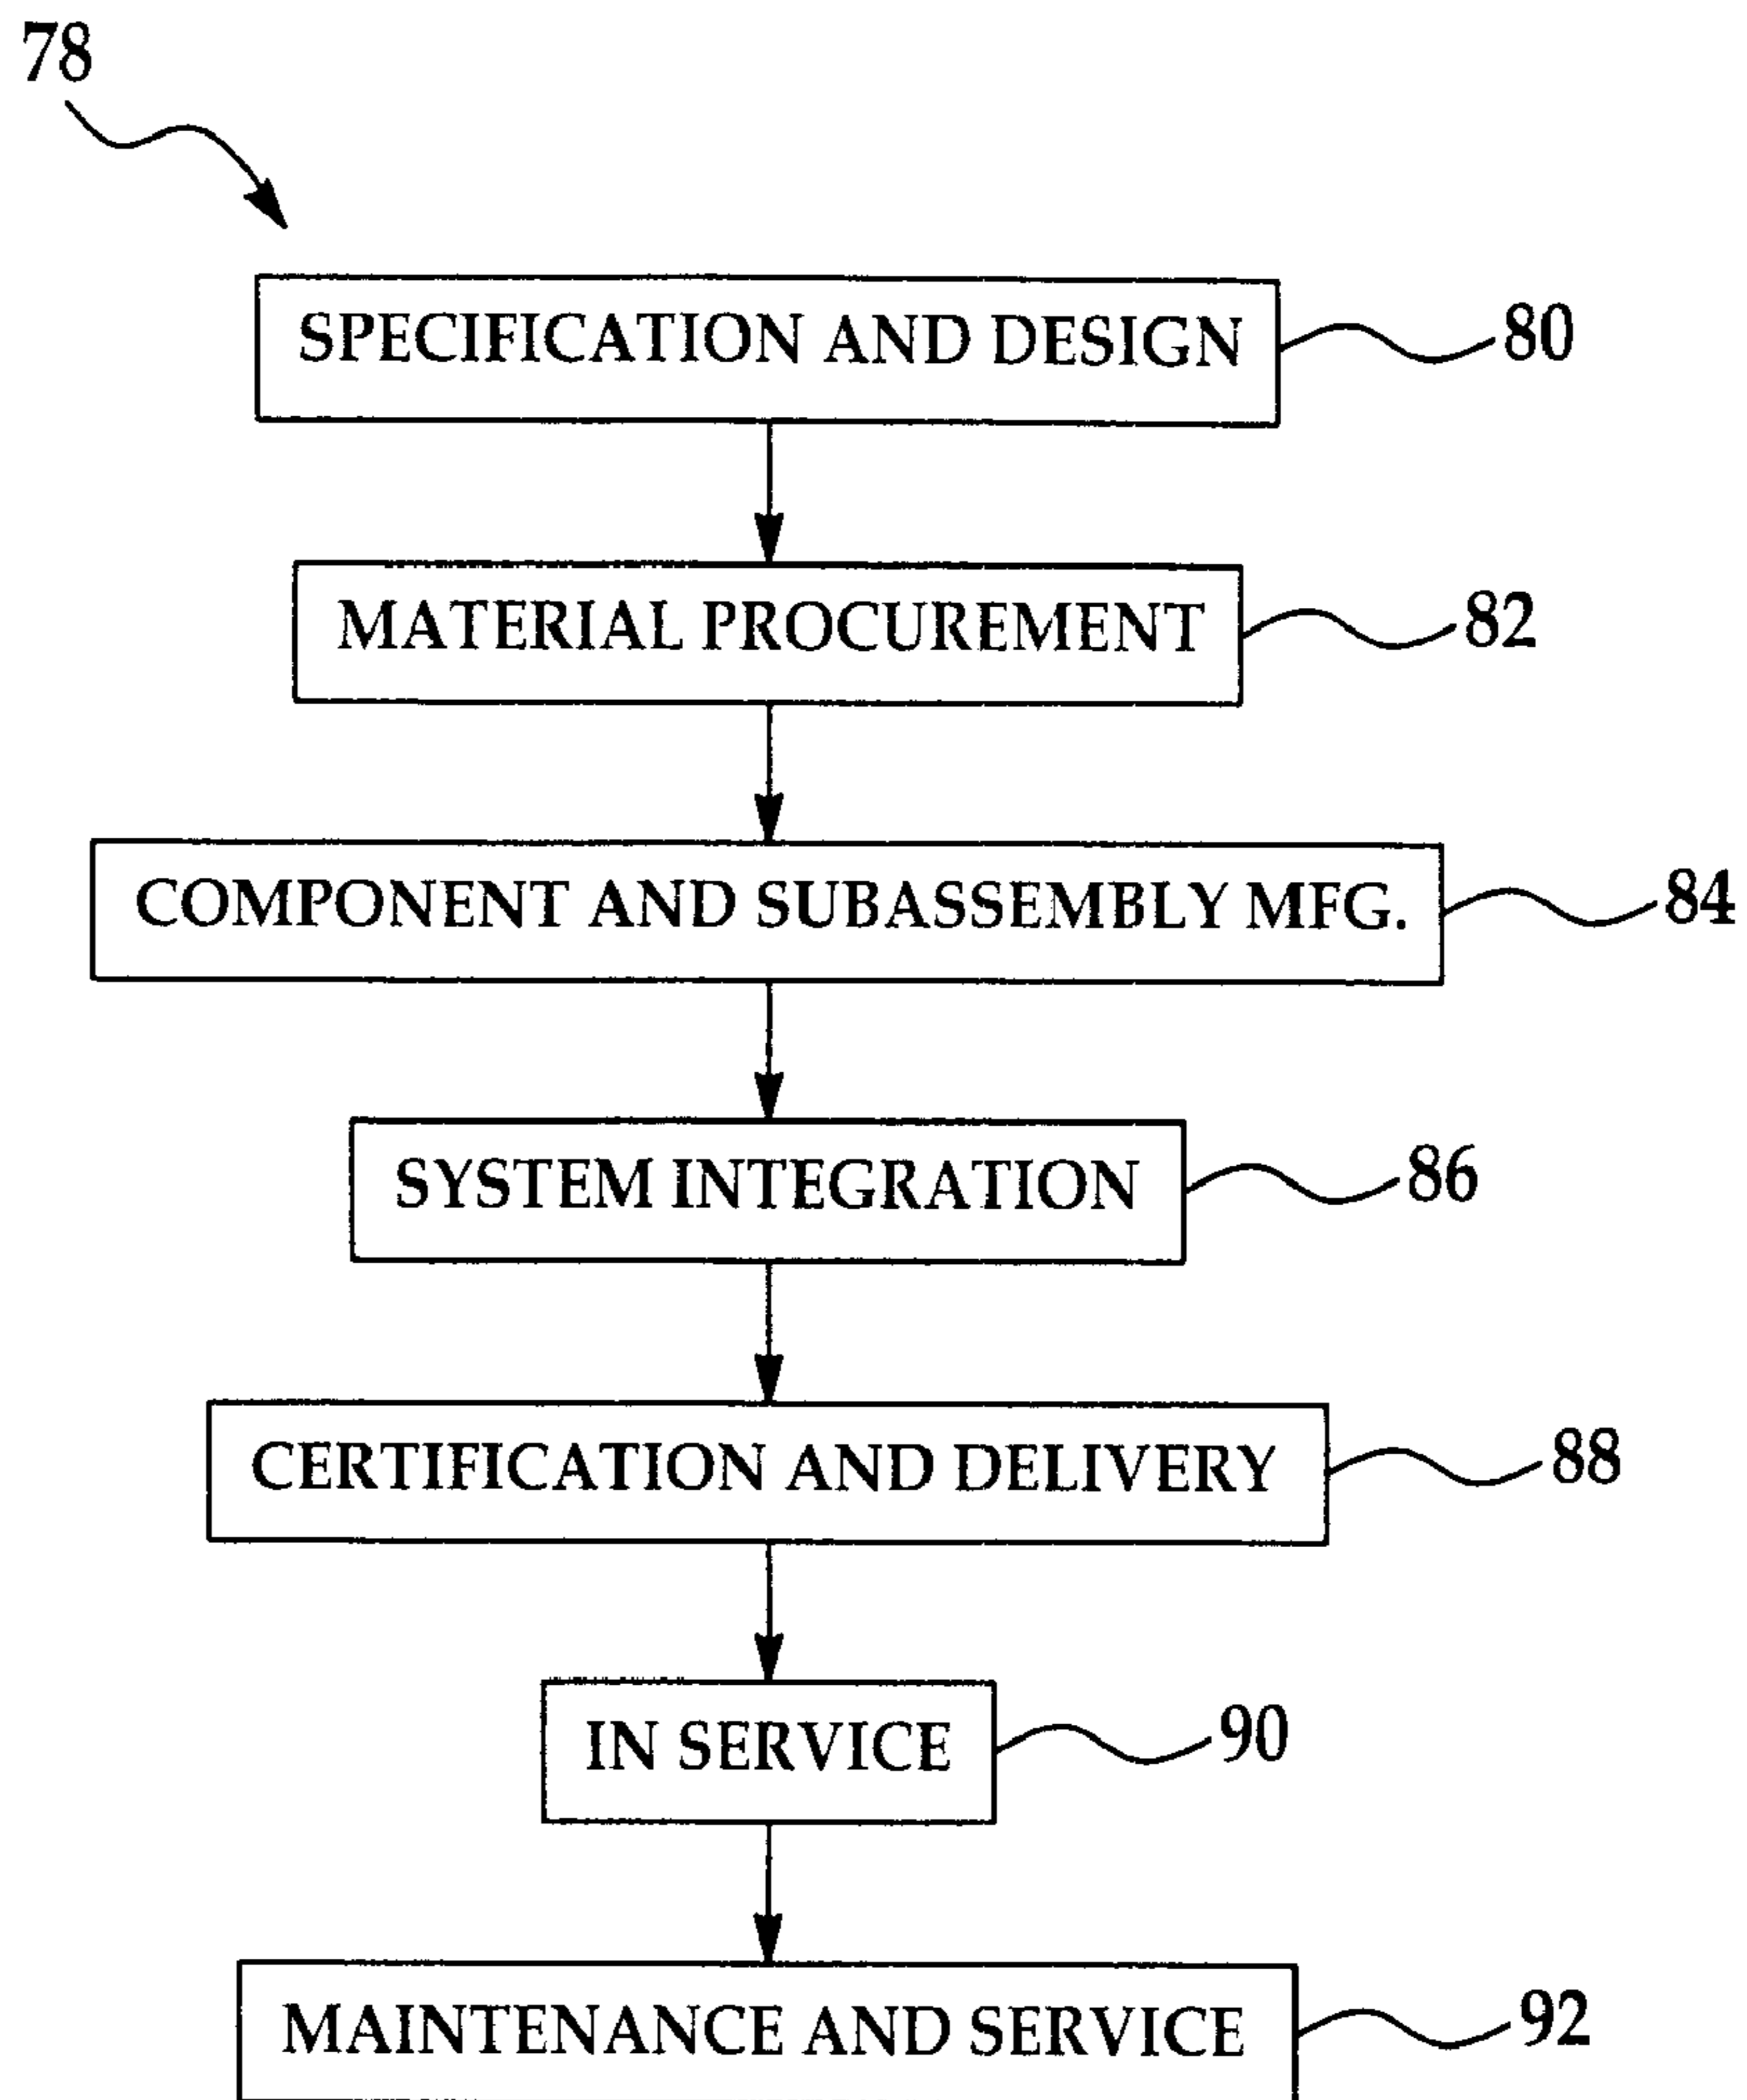 78
SPECIFICATION AND DESIGN 80
MATERIAL PROCUREMENT 82
COMPONENT AND SUBASSEMBLY MFG. 84
SYSTEM INTEGRATION 86
CERTIFICATION AND DELIVERY 88
IN SERVICE 90
MAINTENANCE AND SERVICE 92